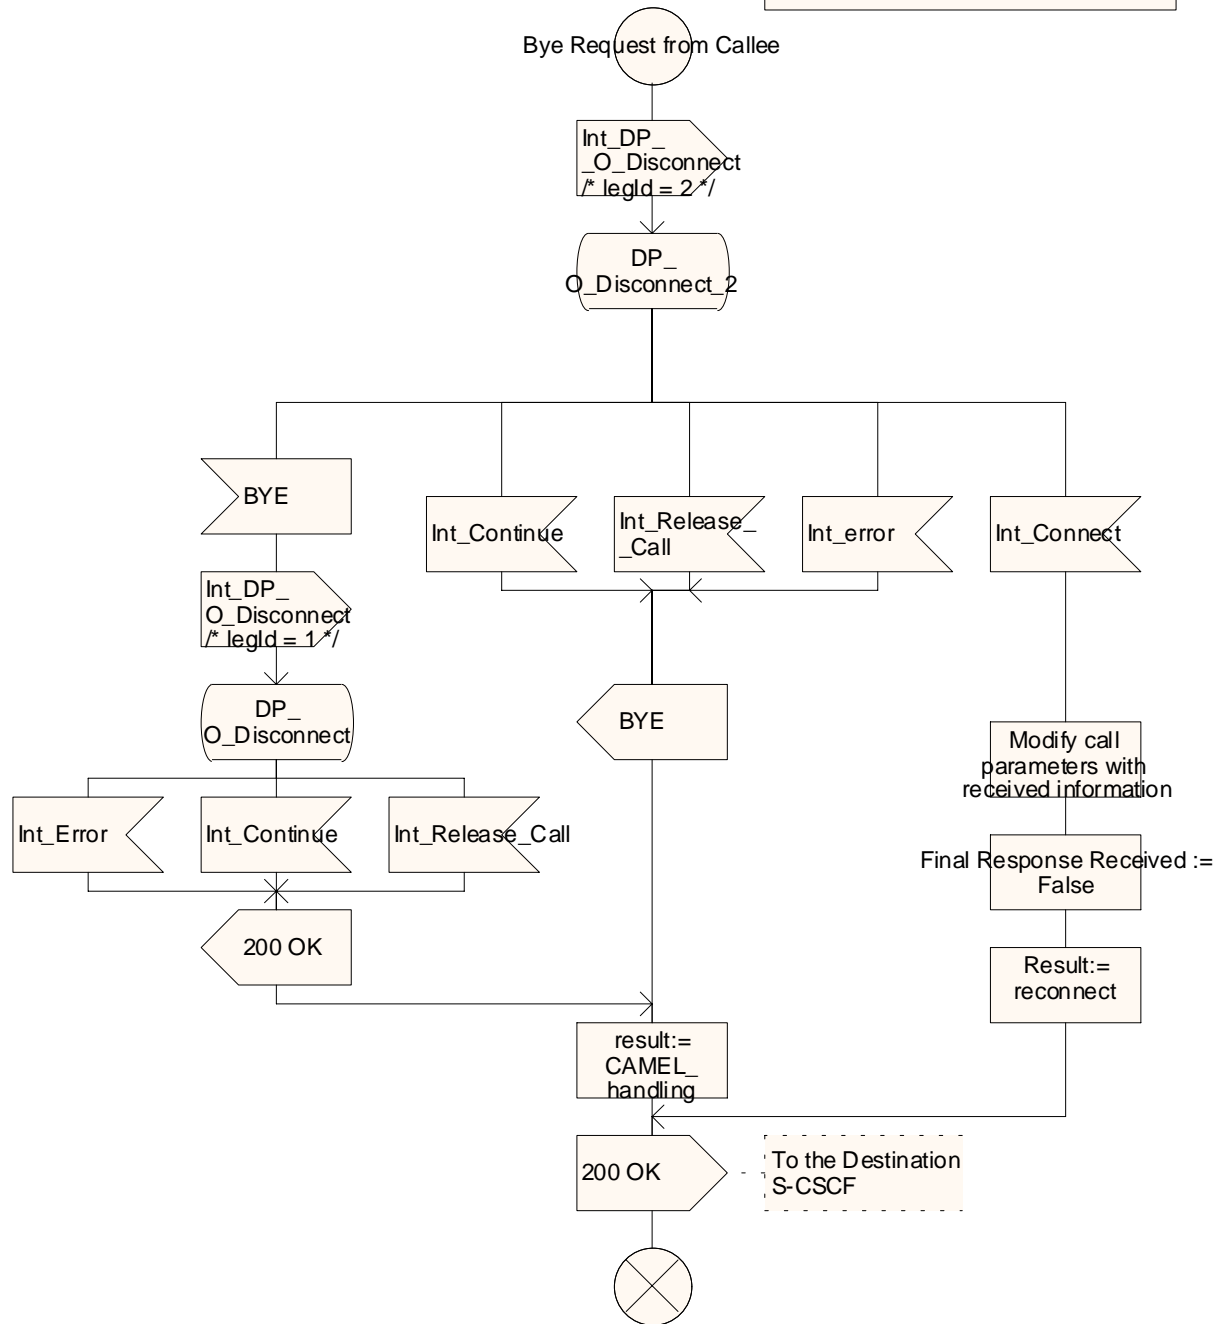 Bye Request from Callee
Int_DP_
_O_Disconnect
/* legId = 2 */
DP_
O_Disconnect_2
BYE
Int_Continue
Int_Release_
_Call
Int_error
Int_Connect
Int_DP_
O_Disconnect
/* legId = 1 */
DP_
O_Disconnect
BYE
Modify call
parameters with
received information
Int_Error
Int_Continue
Int_Release_Call
Final Response Received :=
False
200 OK
Result:=
reconnect
result:=
CAMEL_
handling
200 OK
To the Destination
S-CSCF